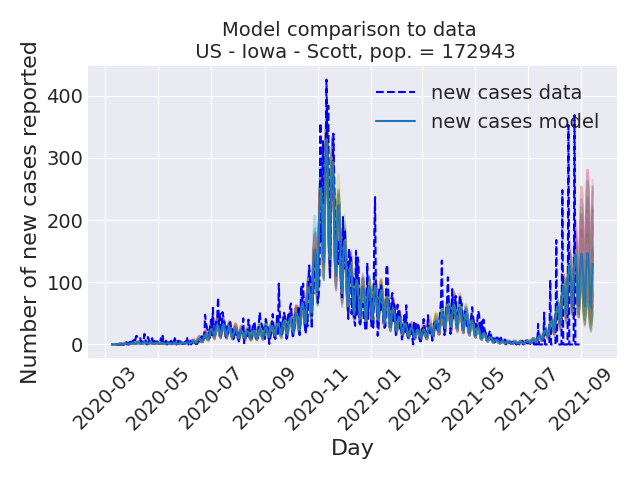 Model comparison to data
US - Iowa - Scott, pop. = 172943
Number of new cases reported
400
300
200
100
0
new cases data
new cases model
2020-03
2020-05
2020-07
2020-09
2020-11
2021-01
2021-03
2021-05
2021-07
2021-09
Day